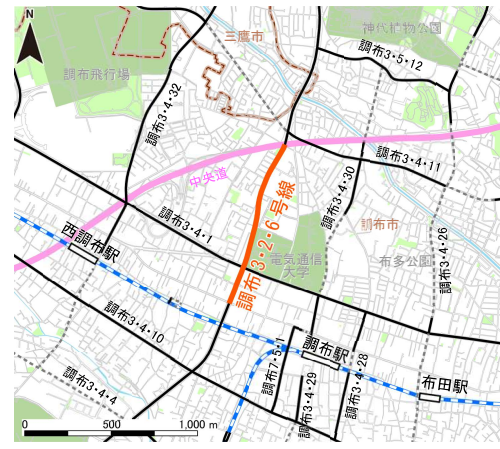 神代植物公園
三鷹市
調布3・5・12
調布飛行場
調布3・4・32
調布3・4・11
中央道
調布3・4・30
調布3・2・6号線
調布市
調布3・4・1
西調布駅
電気通信
大学
布多公園
調布3・4・26
調布3・4・10
調布駅
調布7・5・1
調布3・4・28
調布3・4・29
布田駅
調布3・4・4
0 500 1,000 m